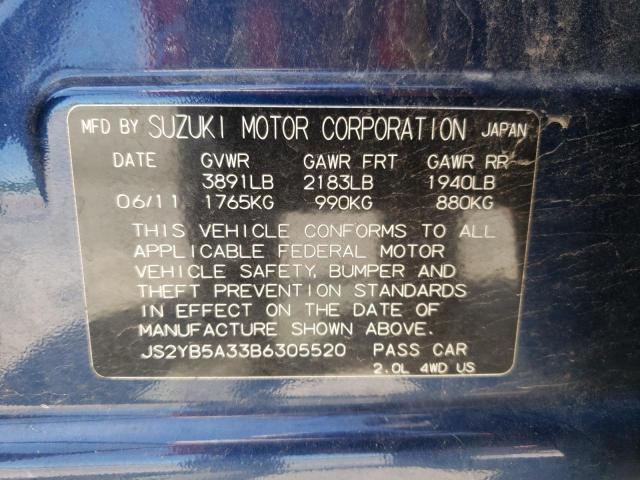 MFD BY SUZUKI MOTOR CORPORATION JAPAN
DATE GVWR GAWR FRT GAWR RR
3891LB 2183LB 1940LB
06/11 1765KG 990KG 880KG
THIS VEHICLE CONFORMS TO ALL
APPLICABLE FEDERAL MOTOR
VEHICLE SAFETY, BUMPER AND
THEFT PREVENTION STANDARDS
IN EFFECT ON THE DATE OF
MANUFACTURE SHOWN ABOVE.
JS2YB5A33B6305520 PASS CAR
2.0L 4WD US